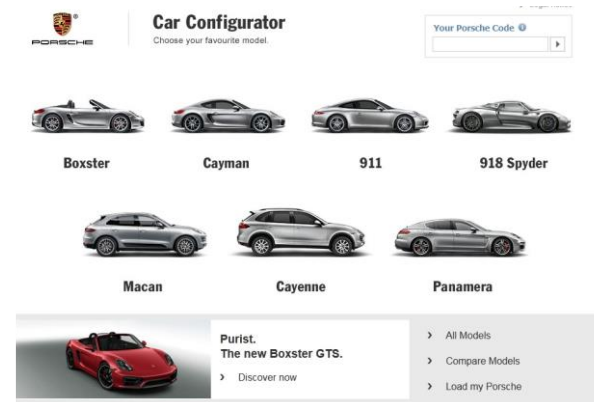 PORSCHE
Car Configurator
Choose your favourite model.
Your Porsche Code
Boxster Cayman 911 918 Spyder
Macan Cayenne Panamera
Purist.
The new Boxster GTS.
Discover now
All Models
Compare Models
Load my Porsche